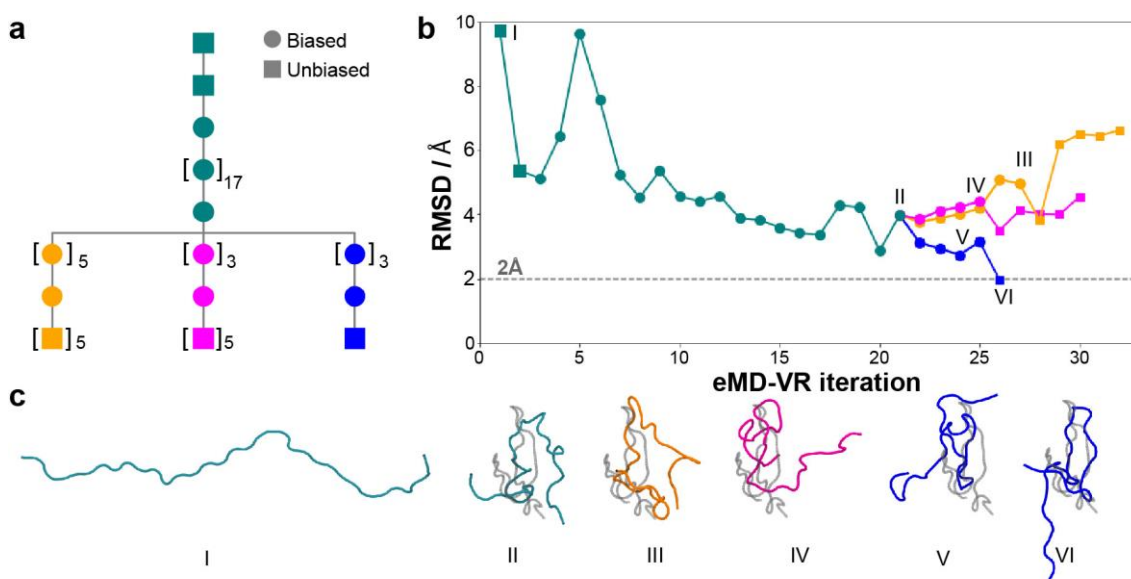 a
Biased
Unbiased
[ ]17
[ ]5
[ ]3
[ ]3
[ ]5
[ ]5
b
RMSD / Å
10
8
6
4
2
0
I
II
III
IV
V
VI
2Å
0
5
10
15
20
25
30
eMD-VR iteration
c
I
II
III
IV
V
VI